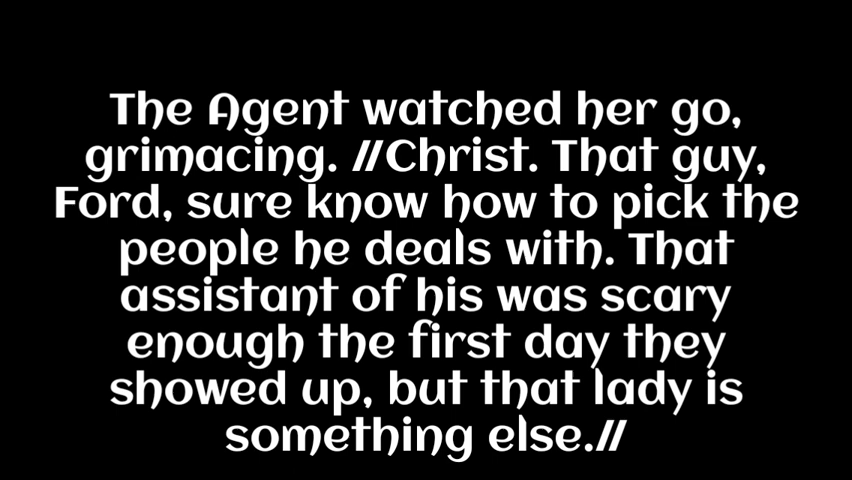 The Agent watched her go,
grimacing. //Christ. That guy,
Ford, sure know how to pick the
people he deals with. That
assistant of his was scary
enough the first day they
showed up, but that lady is
something else.//